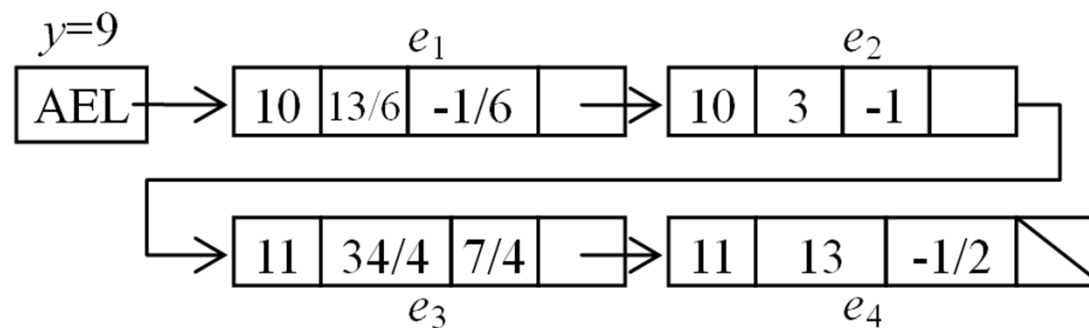 y=9 e₁ e₂
AEL 10 13/6 -1/6 10 3 -1
11 34/4 7/4 11 13 -1/2
e₃ e₄